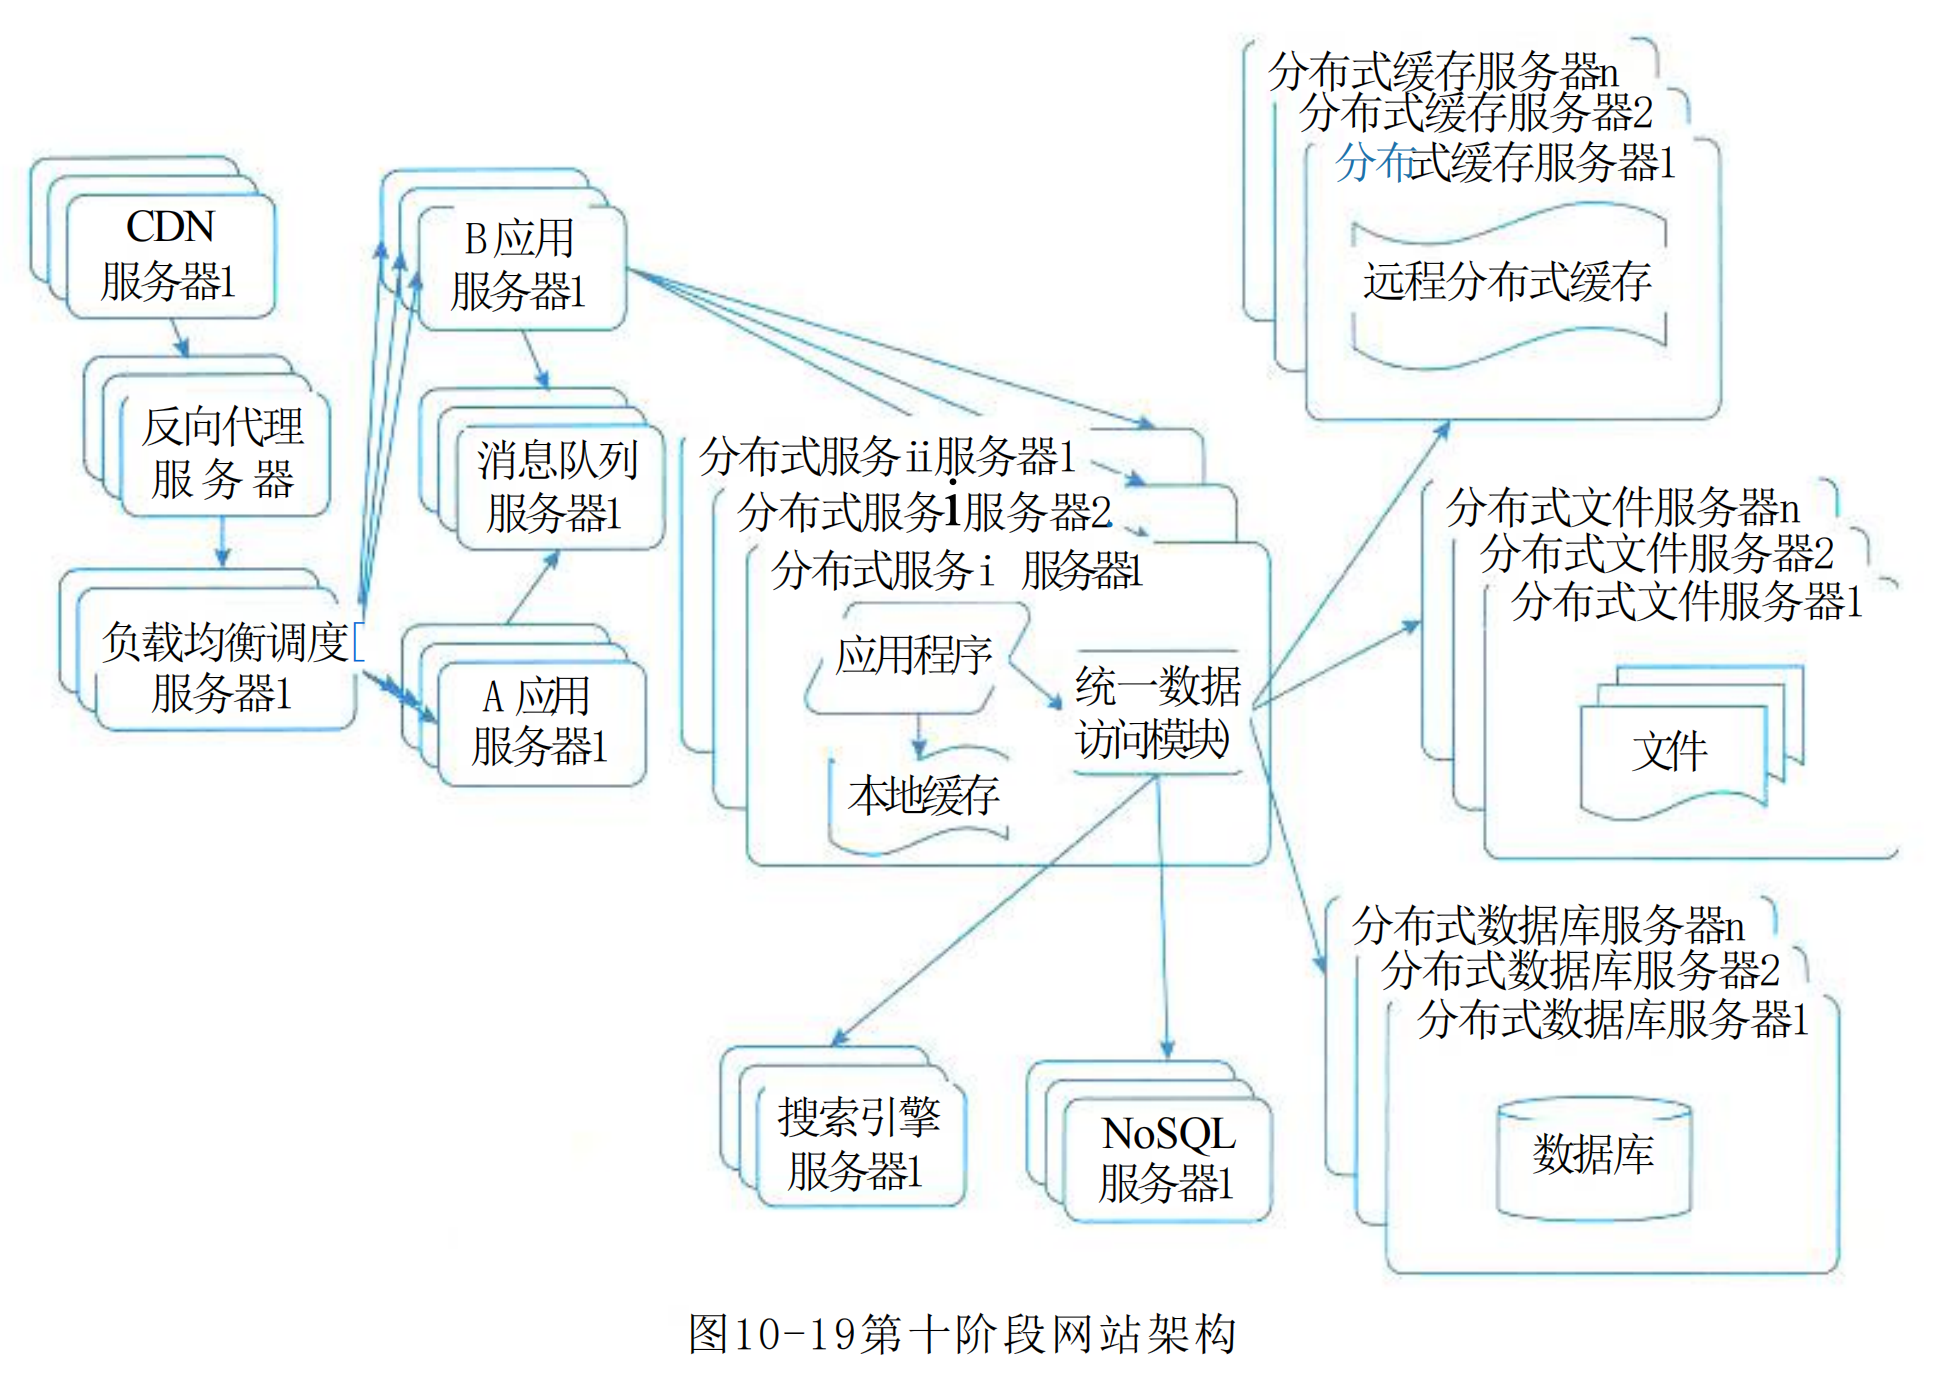 CDN
服务器1
反向代理
服务器
负载均衡调度[
服务器1
B应用
服务器1
消息队列
服务器1
A应用
服务器1
分布式服务ii服务器1
分布式服务i服务器2
分布式服务i 服务器1
应用程序
本地缓存
统一数据
访问模块)
分布式缓存服务器n
分布式缓存服务器2
分布式缓存服务器1
远程分布式缓存
分布式文件服务器n
分布式文件服务器2
分布式文件服务器1
文件
分布式数据库服务器n
分布式数据库服务器2
分布式数据库服务器1
数据库
搜索引擎
服务器1
NoSQL
服务器1
图10-19第十阶段网站架构